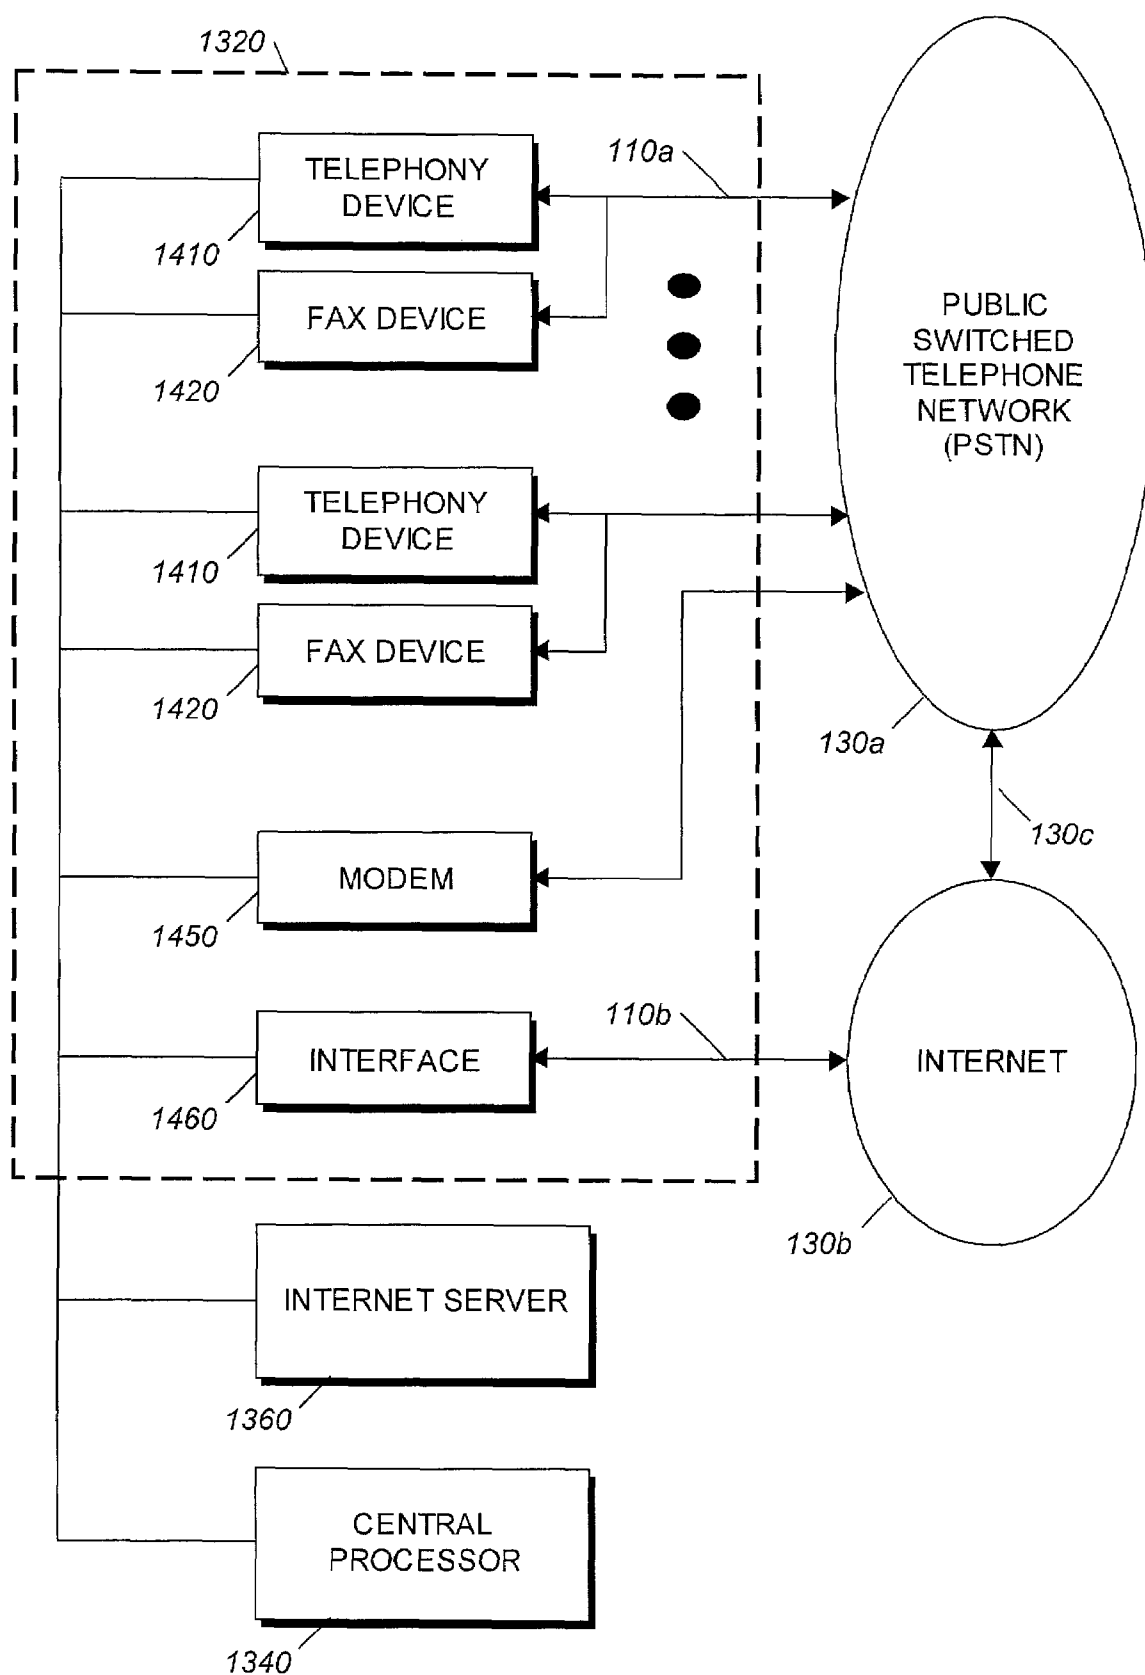 1320
TELEPHONY
DEVICE
110a
1410
FAX DEVICE
1420
PUBLIC
SWITCHED
TELEPHONE
NETWORK
(PSTN)
TELEPHONY
DEVICE
1410
FAX DEVICE
1420
130a
130c
MODEM
1450
110b
INTERFACE
INTERNET
1460
130b
INTERNET SERVER
1360
CENTRAL
PROCESSOR
1340